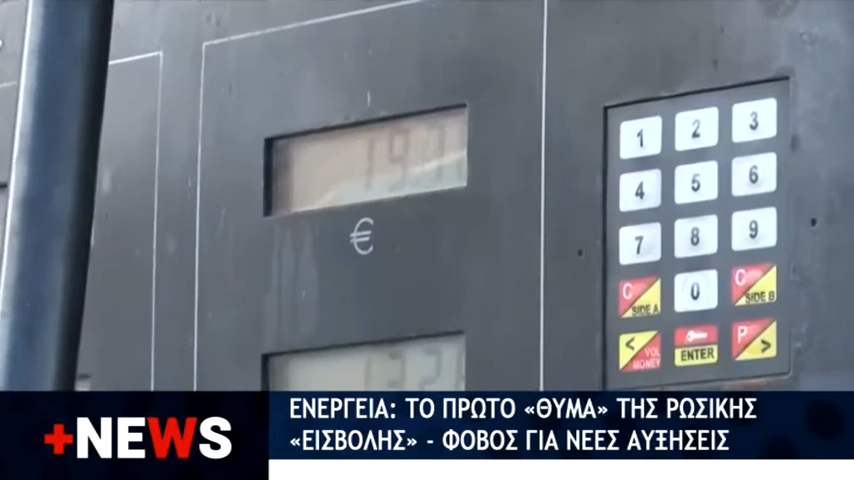 €
1 2 3
4 5 6
7 8 9
C SIDE A 0 C SIDE B
< VOL MONEY ENTER P >
+NEWS
ΕΝΕΡΓΕΙΑ: ΤΟ ΠΡΩΤΟ «ΘΥΜΑ» ΤΗΣ ΡΩΣΙΚΗΣ
«ΕΙΣΒΟΛΗΣ» - ΦΟΒΟΣ ΓΙΑ ΝΕΕΣ ΑΥΞΗΣΕΙΣ